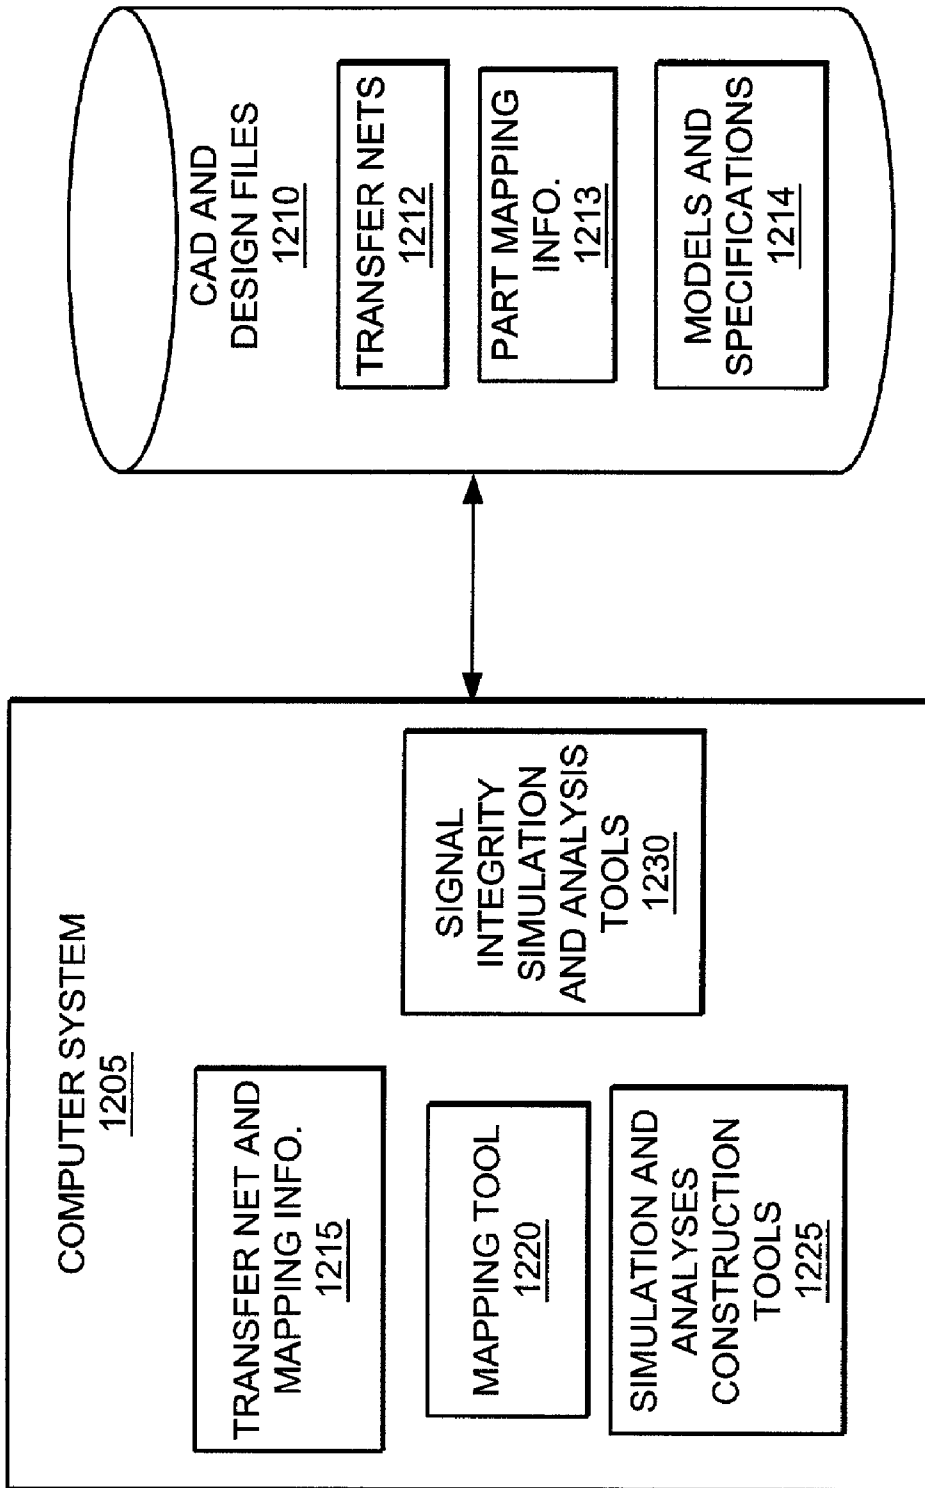 COMPUTER SYSTEM
1205
TRANSFER NET AND
MAPPING INFO.
1215
MAPPING TOOL
1220
SIMULATION AND
ANALYSES
CONSTRUCTION
TOOLS
1225
SIGNAL
INTEGRITY
SIMULATION
AND ANALYSIS
TOOLS
1230
CAD AND
DESIGN FILES
1210
TRANSFER NETS
1212
PART MAPPING
INFO.
1213
MODELS AND
SPECIFICATIONS
1214